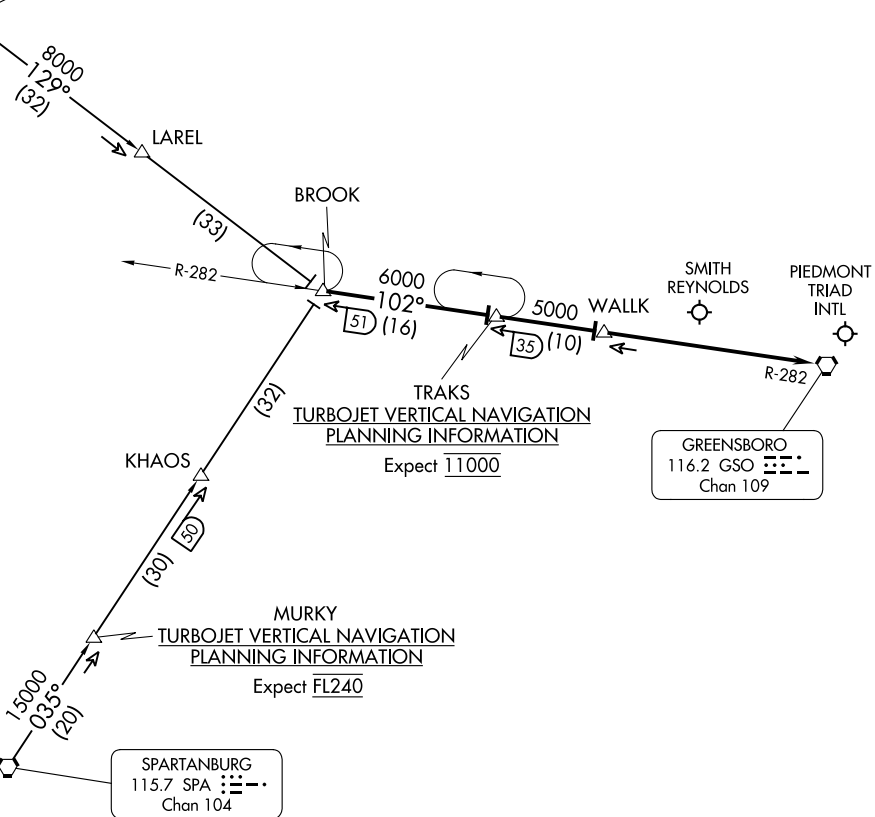 8000
129°
(32)
LAREL
(33)
BROOK
R-282
6000
102°
51
(16)
5000
WALLK
35
(10)
SMITH
REYNOLDS
PIEDMONT
TRIAD
INTL
R-282
TRAKS
TURBOJET VERTICAL NAVIGATION
PLANNING INFORMATION
Expect 11000
GREENSBORO
116.2 GSO
Chan 109
(32)
KHAOS
50
(30)
MURKY
TURBOJET VERTICAL NAVIGATION
PLANNING INFORMATION
Expect FL240
15000
035°
(20)
SPARTANBURG
115.7 SPA
Chan 104